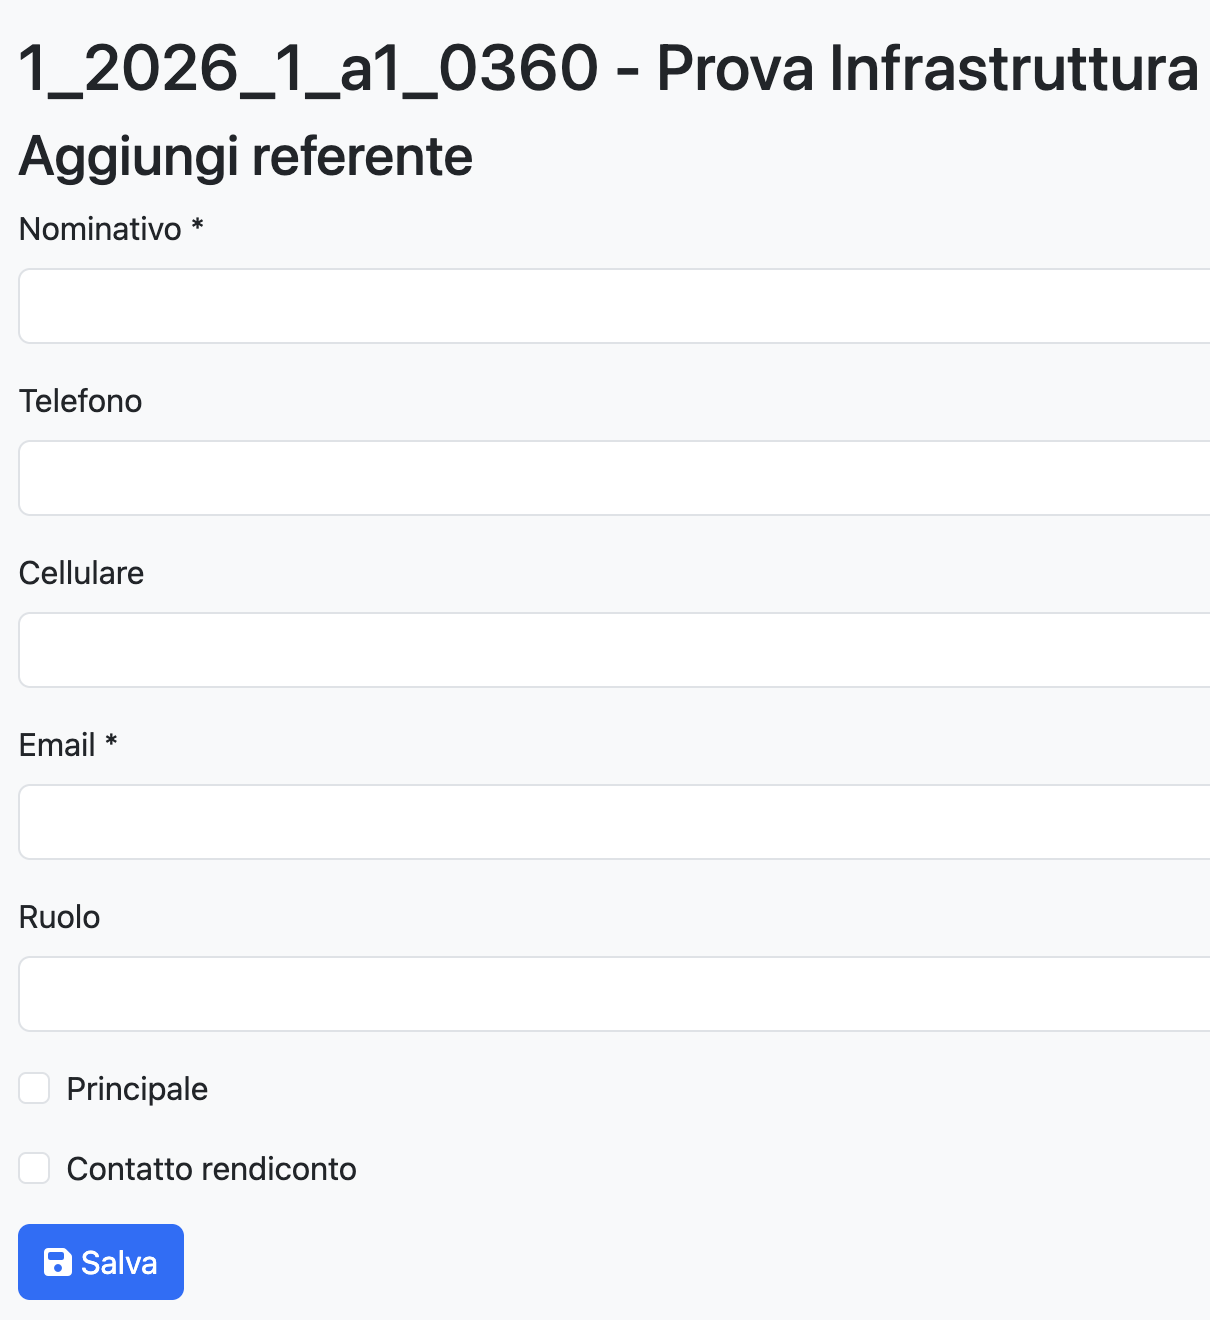 1_2026_1_a1_0360 - Prova Infrastruttura
Aggiungi referente
Nominativo *
Telefono
Cellulare
Email *
Ruolo
Principale
Contatto rendiconto
Salva